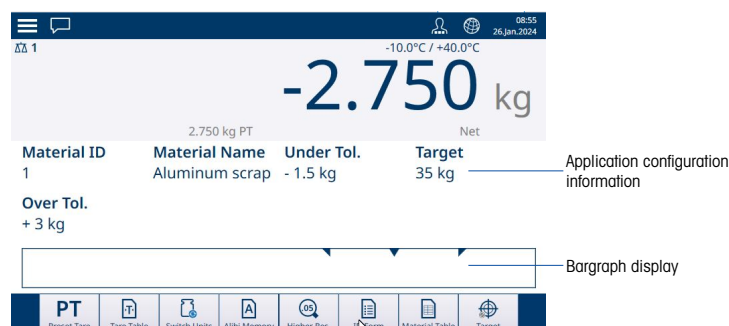 08:55
26.Jan.2024
1
-10.0°C / +40.0°C
-2.750 kg
2.750 kg PT
Net
Material ID
1
Material Name
Aluminum scrap
Under Tol.
- 1.5 kg
Target
35 kg
Over Tol.
+ 3 kg
Application configuration
information
Bargraph display
PT
Preset Tare
T
Tare Table
Switch Units
A
Alibi Memory
.05
Higher Res.
Material Table
Target